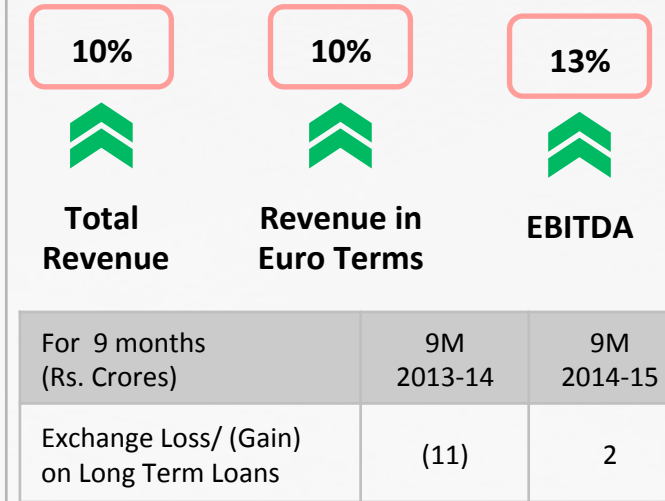 10% 10% 13%
Total Revenue in EBITDA
Revenue Euro Terms
For 9 months 9M 9M
(Rs. Crores) 2013-14 2014-15
Exchange Loss/ (Gain) (11) 2
on Long Term Loans